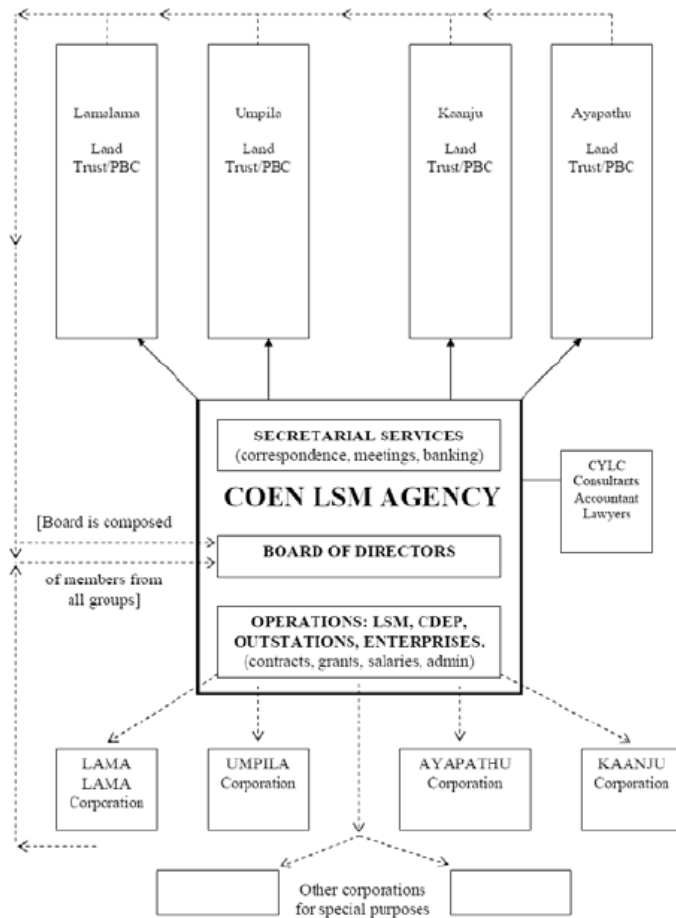 Lamalama
Land
Trust/PBC
Umpila
Land
Trust/PBC
Kaanju
Land
Trust/PBC
Ayapathu
Land
Trust/PBC
SECRETARIAL SERVICES
(correspondence, meetings, banking)
COEN LSM AGENCY
CYLC
Consultants
Accountant
Lawyers
[Board is composed
BOARD OF DIRECTORS
of members from
all groups]
OPERATIONS: LSM, CDEP,
OUTSTATIONS, ENTERPRISES.
(contracts, grants, salaries, admin)
LAMA
LAMA
Corporation
UMPILA
Corporation
AYAPATHU
Corporation
KAANJU
Corporation
Other corporations
for special purposes